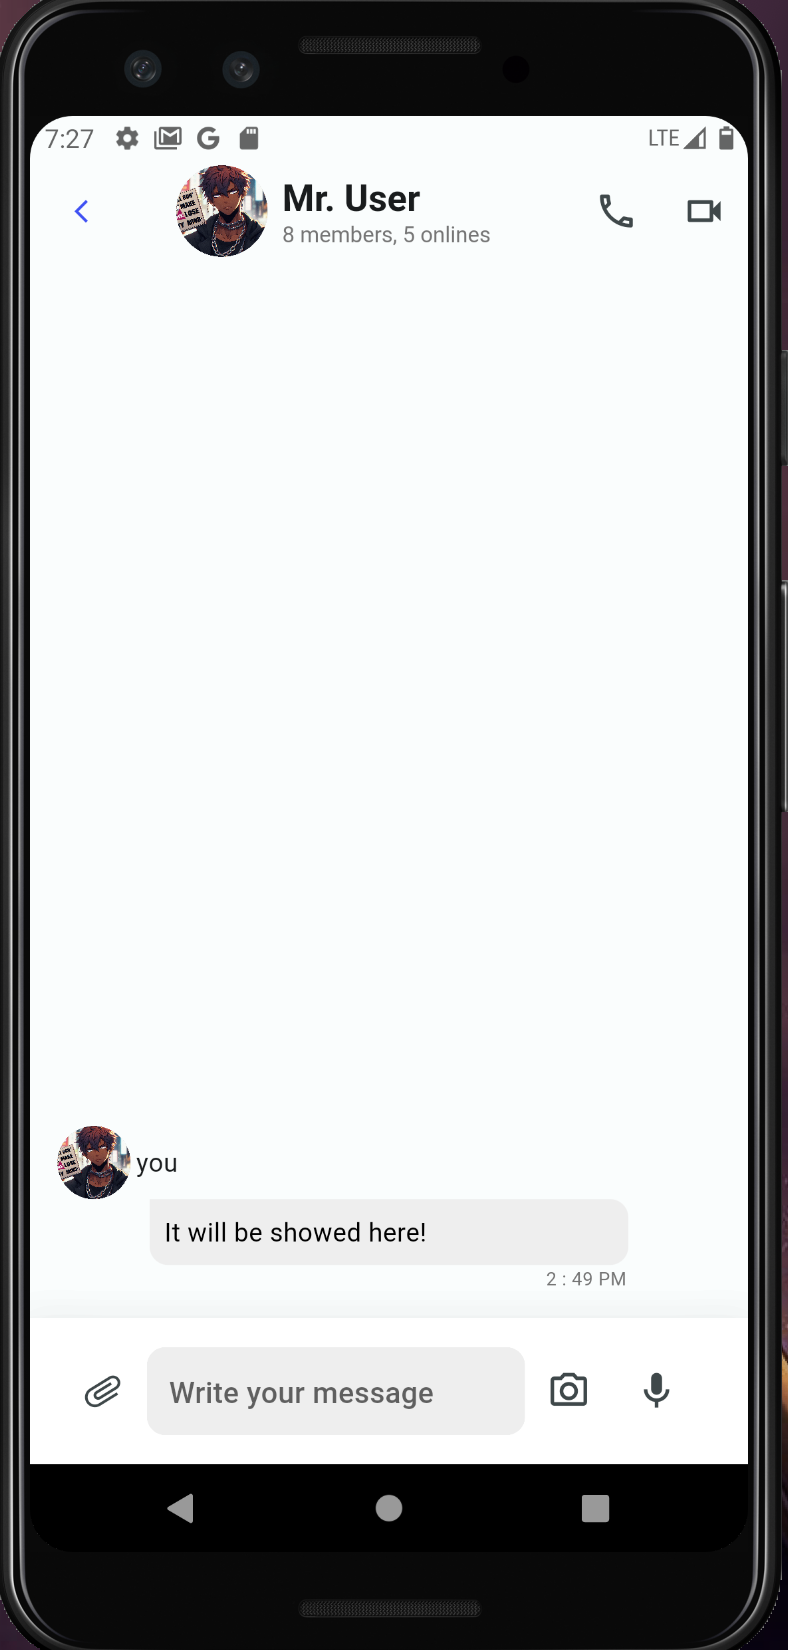 7:27
LTE
Mr. User
8 members, 5 onlines
you
It will be showed here!
2 : 49 PM
Write your message